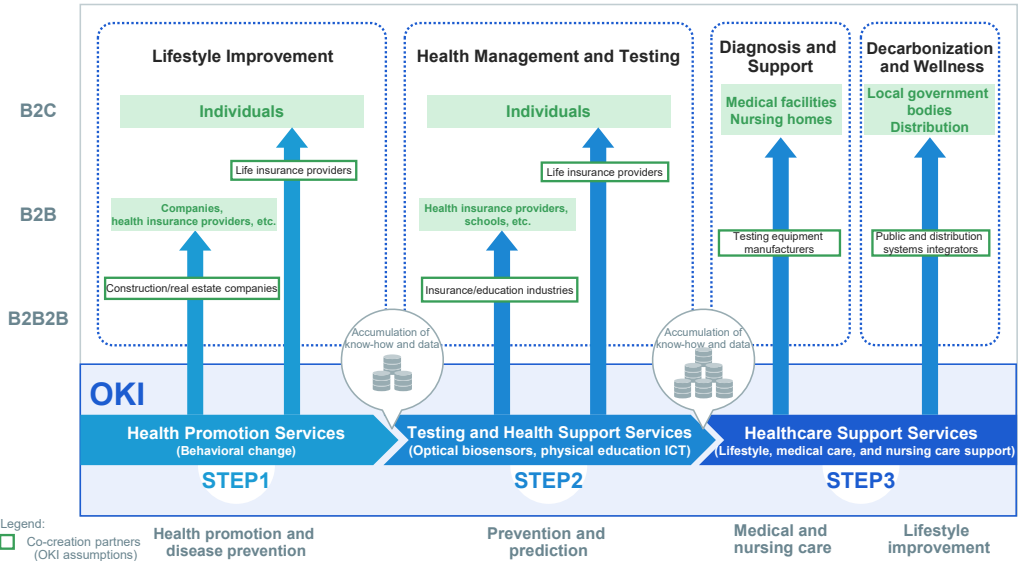 Lifestyle Improvement
Health Management and Testing
Diagnosis and
Support
Decarbonization
and Wellness
B2C
Individuals
Individuals
Medical facilities
Nursing homes
Local government
bodies
Distribution
Life insurance providers
Life insurance providers
B2B
Companies,
health insurance providers, etc.
Health insurance providers,
schools, etc.
Testing equipment
manufacturers
Public and distribution
systems integrators
Construction/real estate companies
Insurance/education industries
B2B2B
Accumulation of
know-how and data
Accumulation of
know-how and data
OKI
Health Promotion Services
(Behavioral change)
Testing and Health Support Services
(Optical biosensors, physical education ICT)
Healthcare Support Services
(Lifestyle, medical care, and nursing care support)
STEP1
STEP2
STEP3
Legend:
Co-creation partners
(OKI assumptions)
Health promotion and
disease prevention
Prevention and
prediction
Medical and
nursing care
Lifestyle
improvement